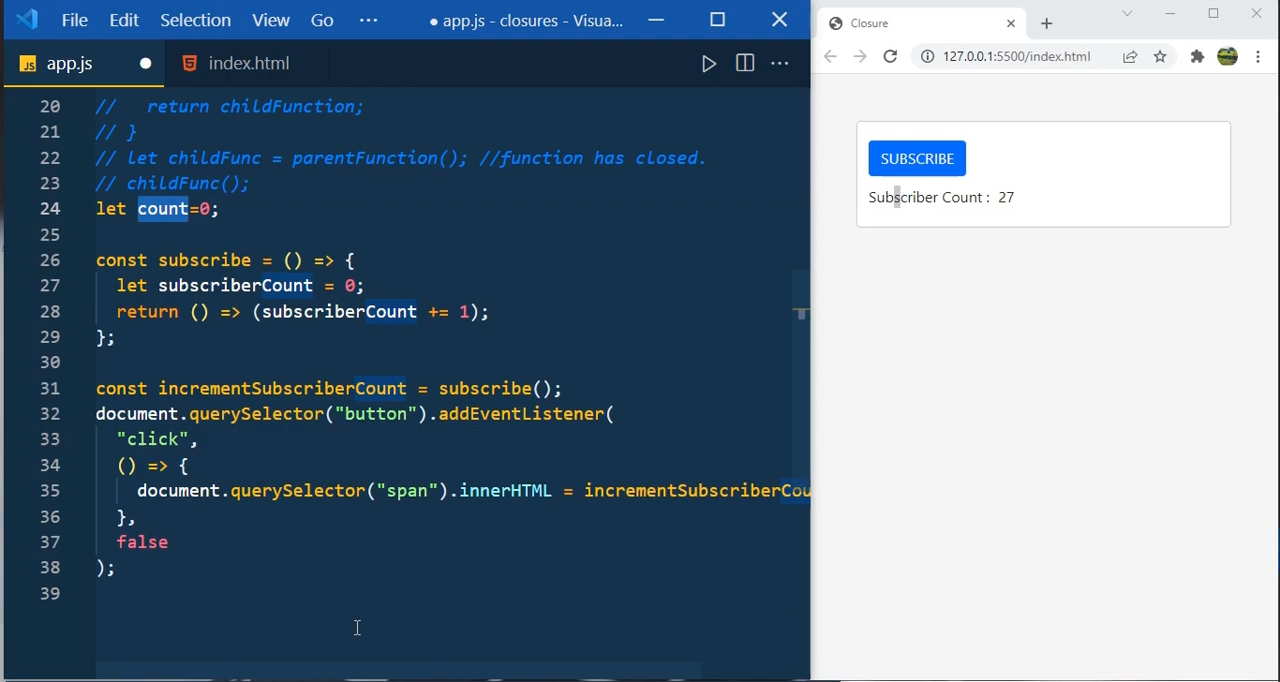 File Edit Selection View Go ··· ● app.js - closures - Visua...
JS app.js ● index.html ···
20 //   return childFunction;
21 // }
22 // let childFunc = parentFunction(); //function has closed.
23 // childFunc();
24 let count=0;
25
26 const subscribe = () => {
27   let subscriberCount = 0;
28   return () => (subscriberCount += 1);
29 };
30
31 const incrementSubscriberCount = subscribe();
32 document.querySelector("button").addEventListener(
33   "click",
34   () => {
35     document.querySelector("span").innerHTML = incrementSubscriberCou
36   },
37   false
38 );
39
Closure
127.0.0.1:5500/index.html
SUBSCRIBE
Subscriber Count : 27